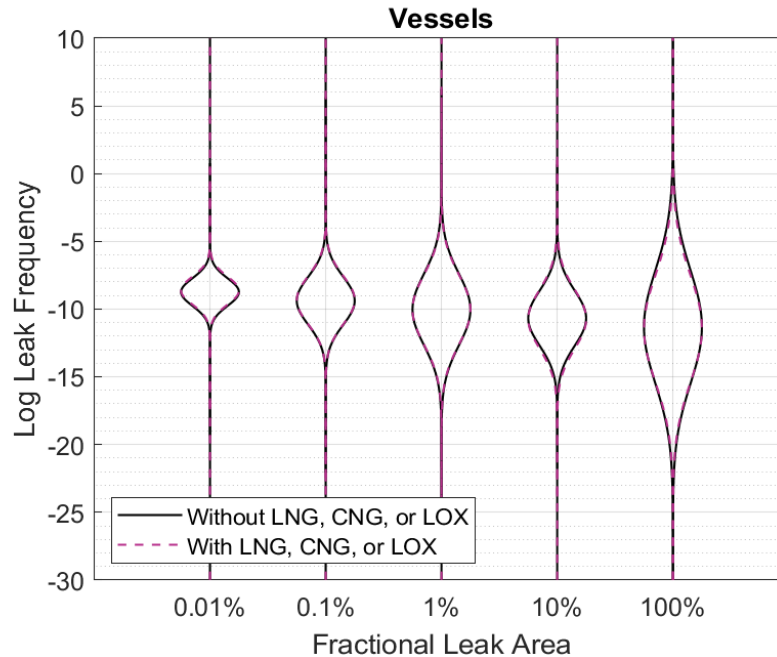 Vessels
10
5
0
-5
-10
-15
-20
-25
-30
Log Leak Frequency
Without LNG, CNG, or LOX
With LNG, CNG, or LOX
0.01% 0.1% 1% 10% 100%
Fractional Leak Area